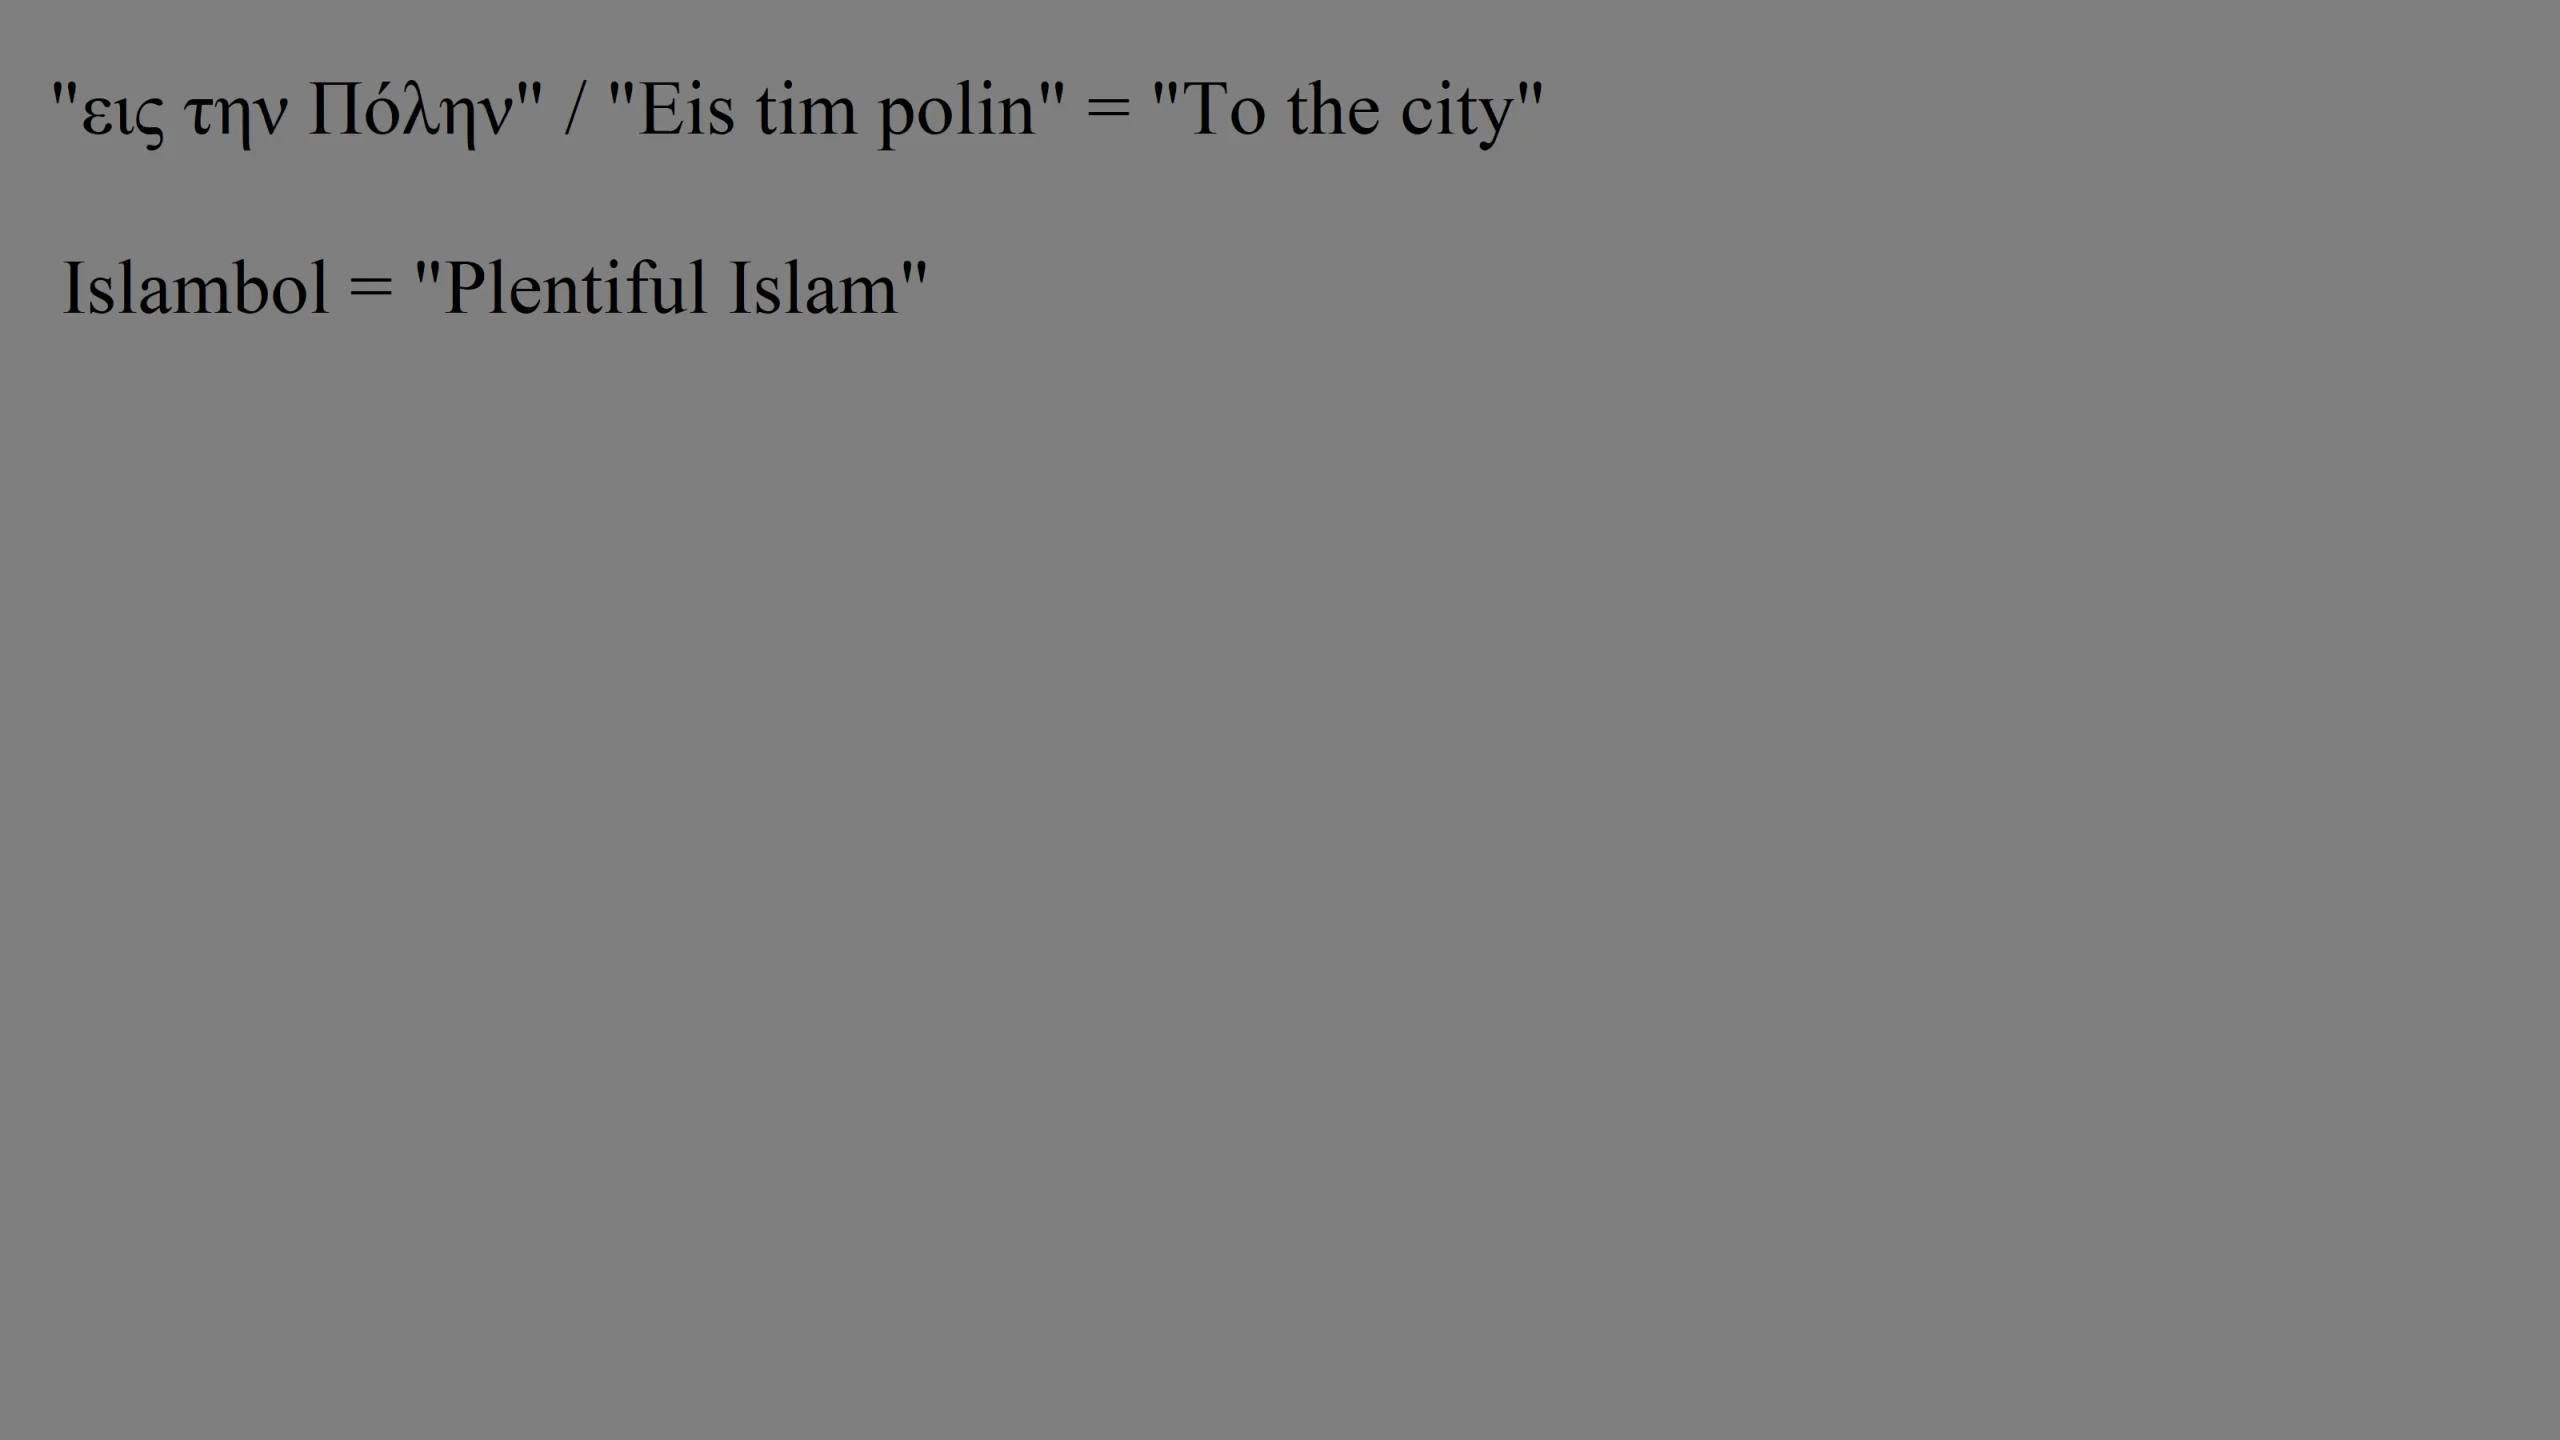 "εις την Πόλην" / "Eis tim polin" = "To the city"
Islambol = "Plentiful Islam"